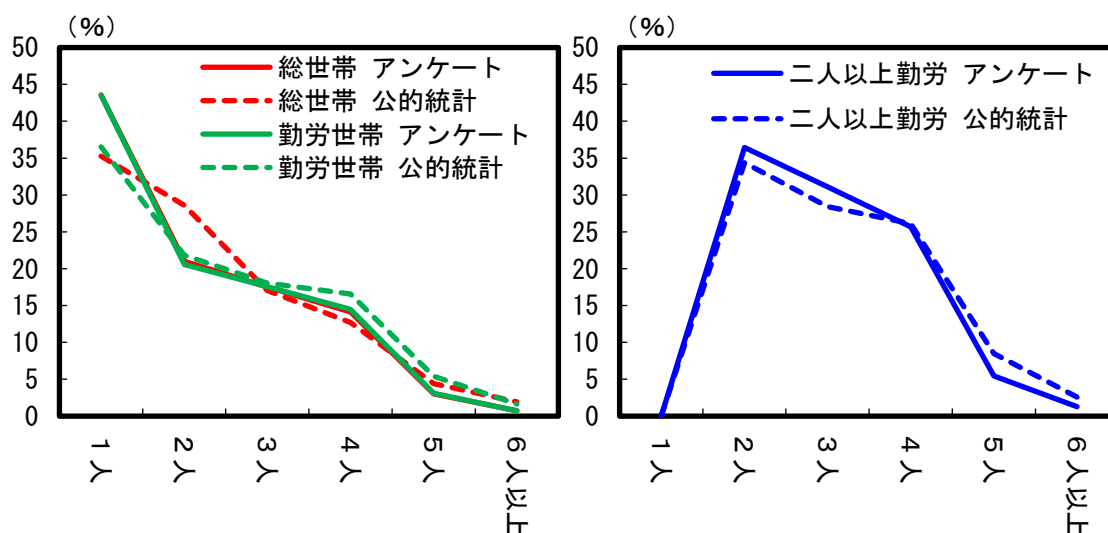 （%）
50
45
40
35
30
25
20
15
10
5
0
総世帯 アンケート
総世帯 公的統計
勤労世帯 アンケート
勤労世帯 公的統計
1人
2人
3人
4人
5人
6人以上
（%）
50
45
40
35
30
25
20
15
10
5
0
二人以上勤労 アンケート
二人以上勤労 公的統計
1人
2人
3人
4人
5人
6人以上